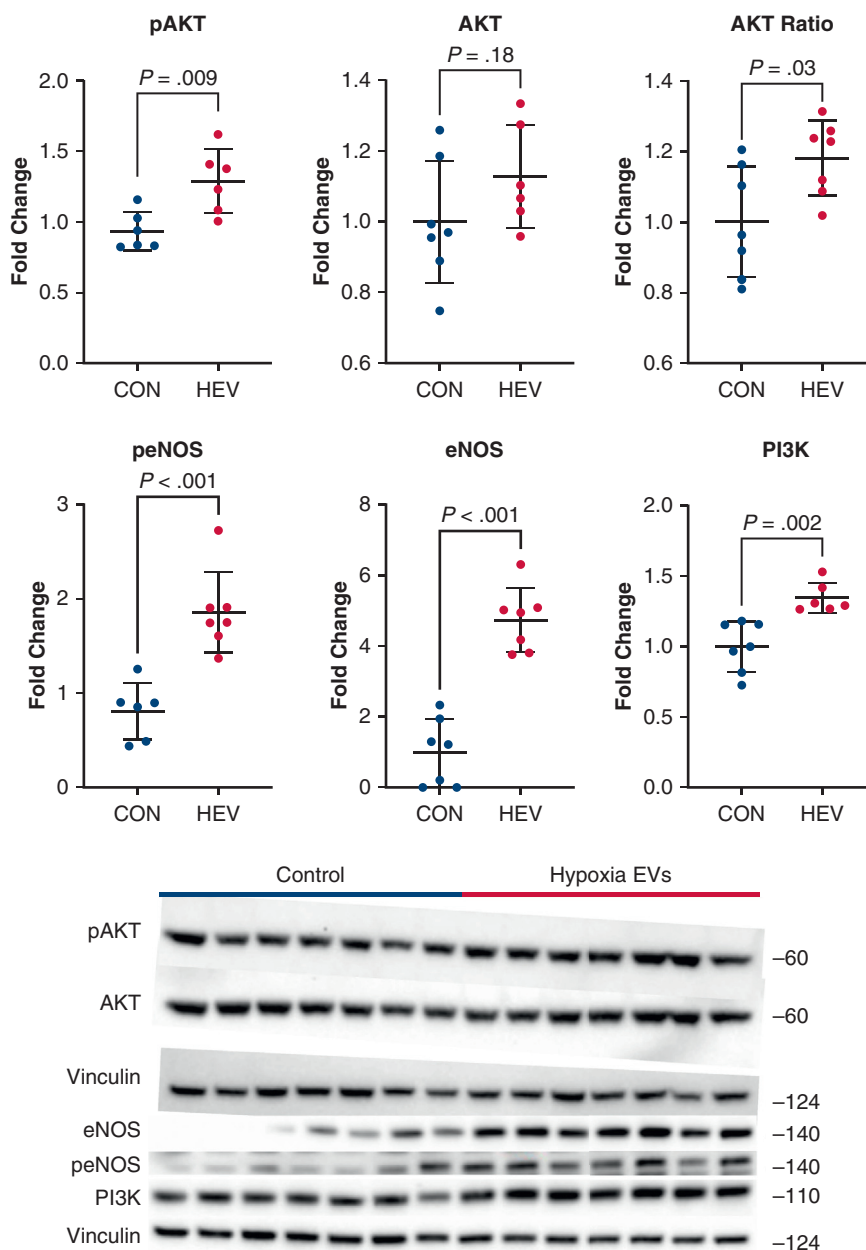 pAKT
AKT
AKT Ratio
P = .009
P = .18
P = .03
Fold Change
2.0
1.5
1.0
0.5
0.0
CON
HEV
Fold Change
1.4
1.2
1.0
0.8
0.6
CON
HEV
Fold Change
1.4
1.2
1.0
0.8
0.6
CON
HEV
peNOS
eNOS
PI3K
P < .001
P < .001
P = .002
Fold Change
3
2
1
0
CON
HEV
Fold Change
8
6
4
2
0
CON
HEV
Fold Change
2.0
1.5
1.0
0.5
0.0
CON
HEV
Control
Hypoxia EVs
pAKT
–60
AKT
–60
Vinculin
–124
eNOS
–140
peNOS
–140
PI3K
–110
Vinculin
–124